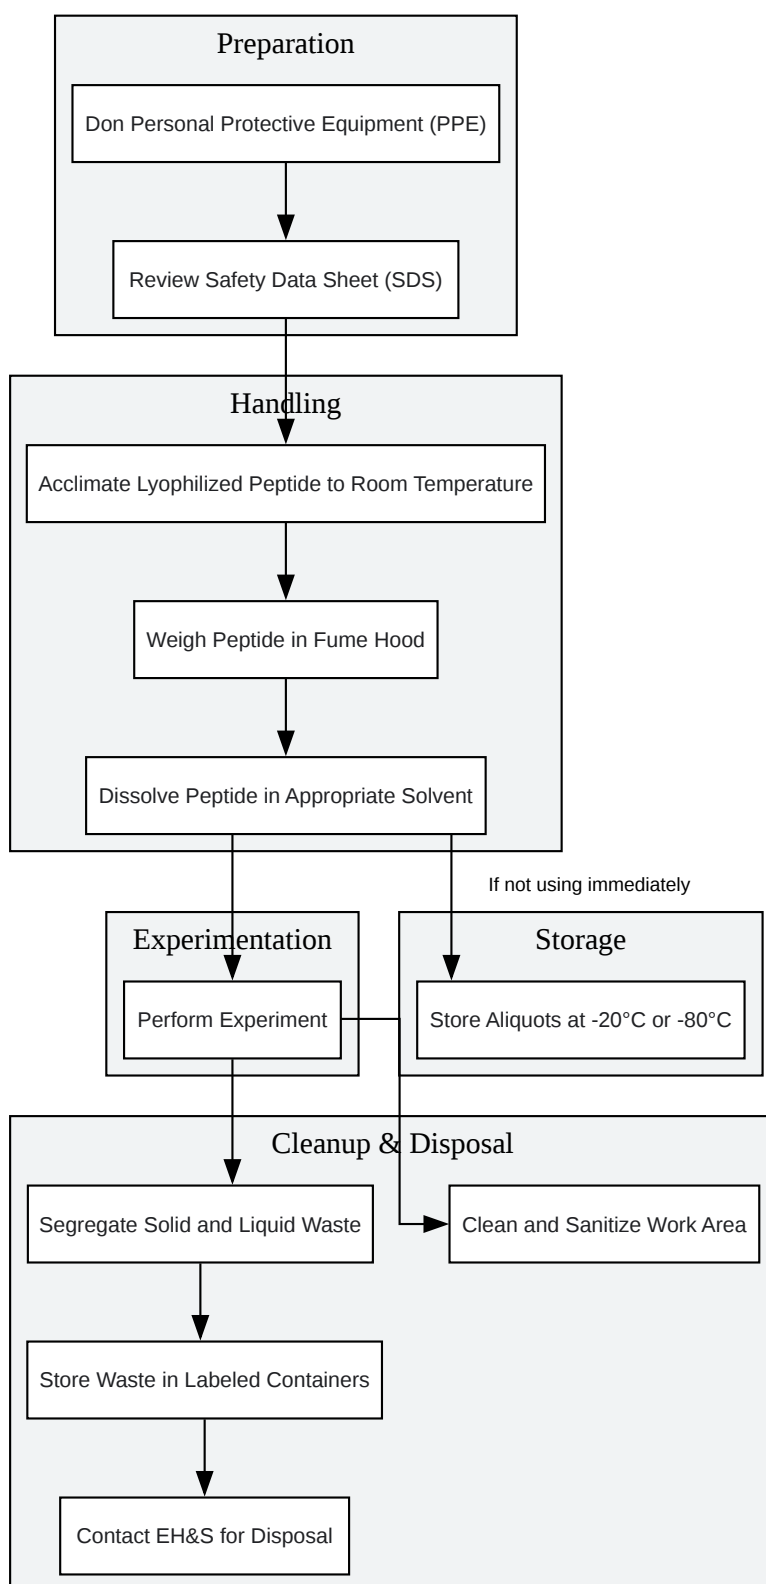 Preparation
Don Personal Protective Equipment (PPE)
Review Safety Data Sheet (SDS)
Handling
Acclimate Lyophilized Peptide to Room Temperature
Weigh Peptide in Fume Hood
Dissolve Peptide in Appropriate Solvent
If not using immediately
Experimentation
Storage
Perform Experiment
Store Aliquots at -20°C or -80°C
Cleanup & Disposal
Segregate Solid and Liquid Waste
Clean and Sanitize Work Area
Store Waste in Labeled Containers
Contact EH&S for Disposal